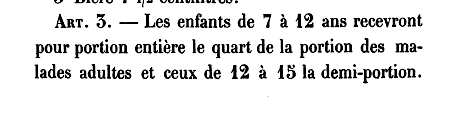 ART. 3. — Les enfants de 7 à 12 ans recevront
pour portion entière le quart de la portion des ma-
lades adultes et ceux de 12 à 15 la demi-portion.